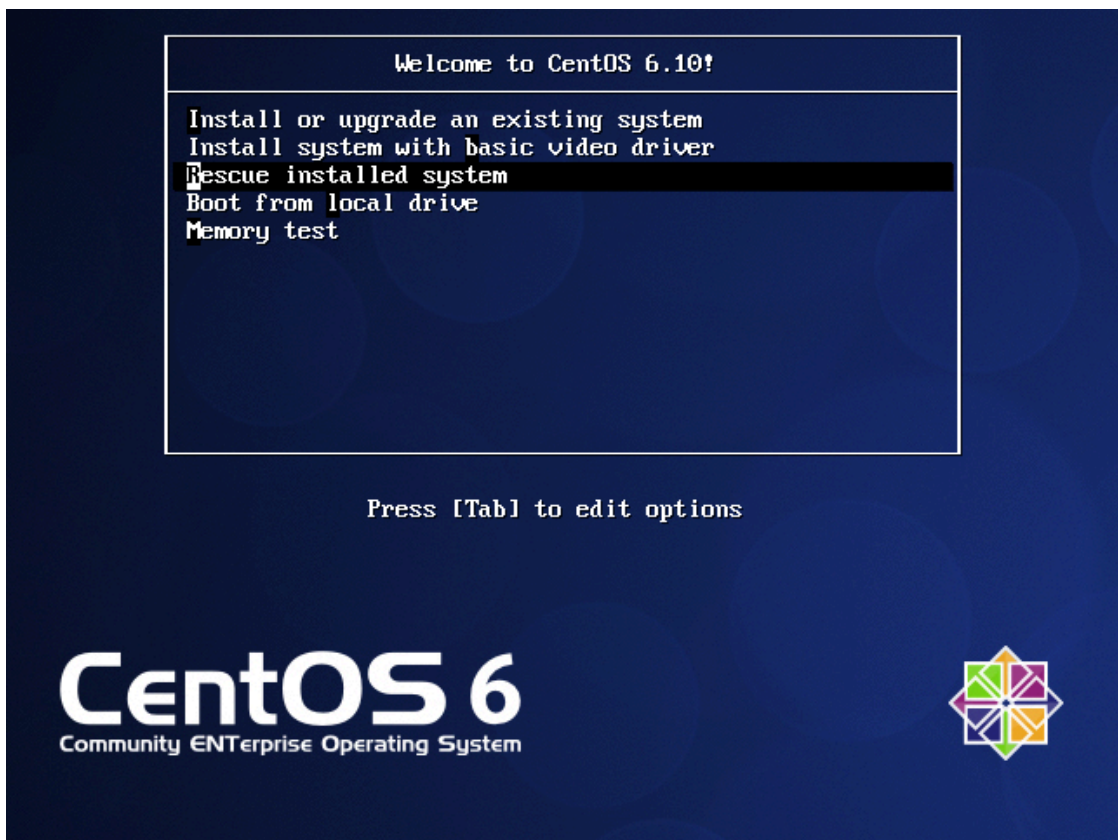 Welcome to CentOS 6.10!
Install or upgrade an existing system
Install system with basic video driver
Rescue installed system
Boot from local drive
Memory test
Press [Tab] to edit options
CentOS 6
Community ENTerprise Operating System